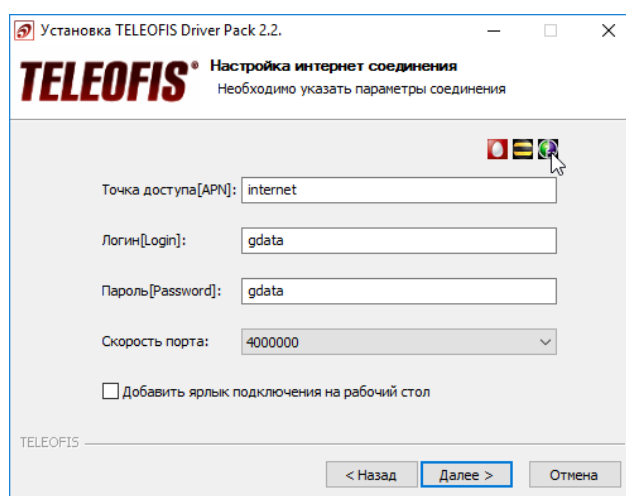 Установка TELEOFIS Driver Pack 2.2.
TELEOFIS®
Настройка интернет соединения
Необходимо указать параметры соединения
Точка доступа[APN]: internet
Логин[Login]: gdata
Пароль[Password]: gdata
Скорость порта: 4000000
Добавить ярлык подключения на рабочий стол
TELEOFIS
< Назад Далее > Отмена